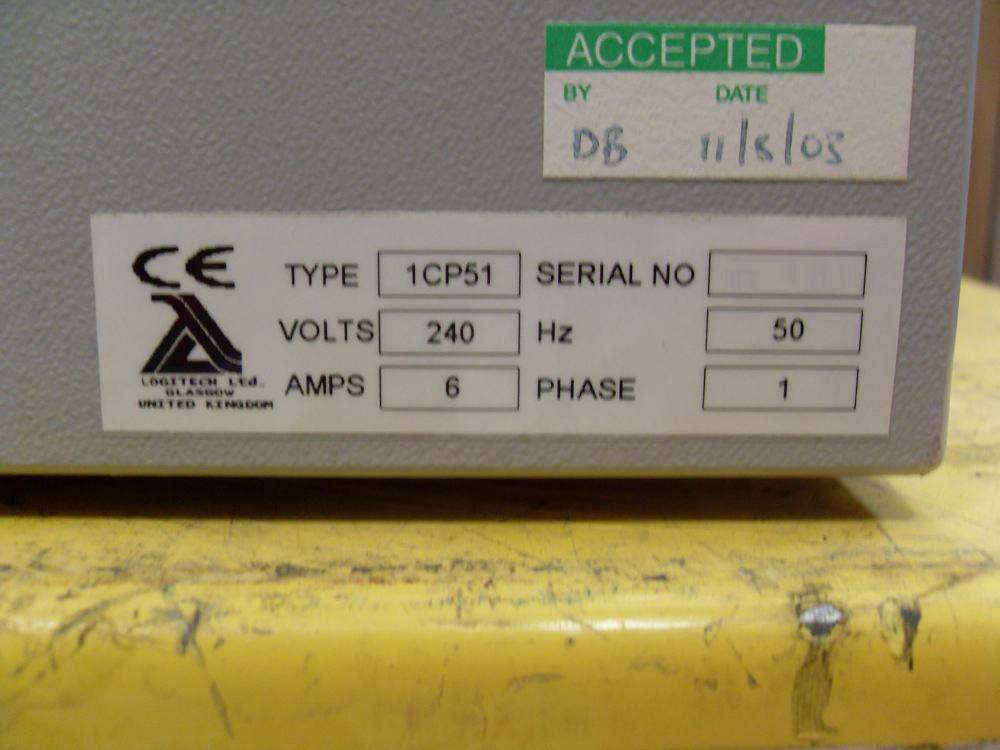 ACCEPTED
BY DATE
DB 11/8/05
CE
TYPE 1CP51 SERIAL NO
VOLTS 240 Hz 50
LOGITECH Ltd.
GLASGOW
UNITED KINGDOM
AMPS 6 PHASE 1